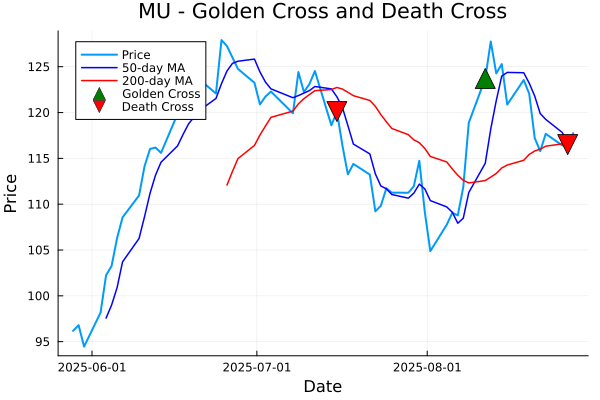 MU - Golden Cross and Death Cross
Price
50-day MA
200-day MA
Golden Cross
Death Cross
Price
125
120
115
110
105
100
95
2025-06-01
2025-07-01
2025-08-01
Date